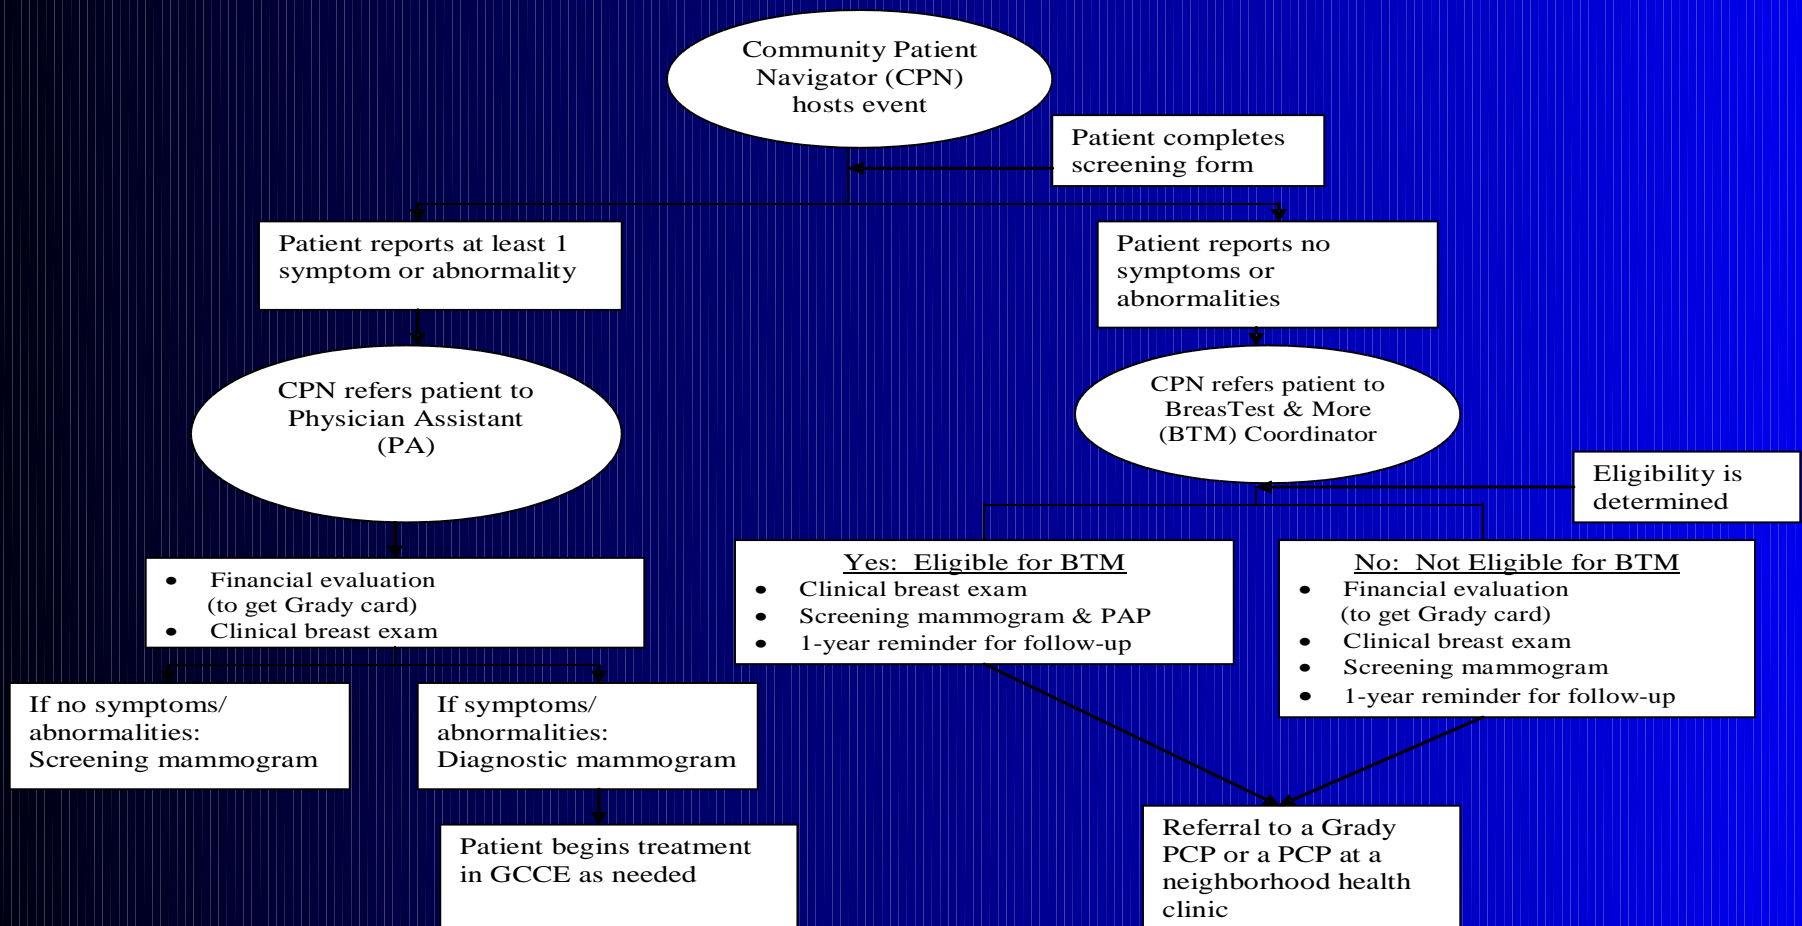 Community Patient
Navigator (CPN)
hosts event
Patient completes
screening form
Patient reports at least 1
symptom or abnormality
Patient reports no
symptoms or
abnormalities
CPN refers patient to
Physician Assistant
(PA)
CPN refers patient to
BreasTest & More
(BTM) Coordinator
Eligibility is
determined
• Financial evaluation
(to get Grady card)
• Clinical breast exam
Yes: Eligible for BTM
• Clinical breast exam
• Screening mammogram & PAP
• 1-year reminder for follow-up
No: Not Eligible for BTM
• Financial evaluation
(to get Grady card)
• Clinical breast exam
• Screening mammogram
• 1-year reminder for follow-up
If no symptoms/
abnormalities:
Screening mammogram
If symptoms/
abnormalities:
Diagnostic mammogram
Patient begins treatment
in GCCE as needed
Referral to a Grady
PCP or a PCP at a
neighborhood health
clinic